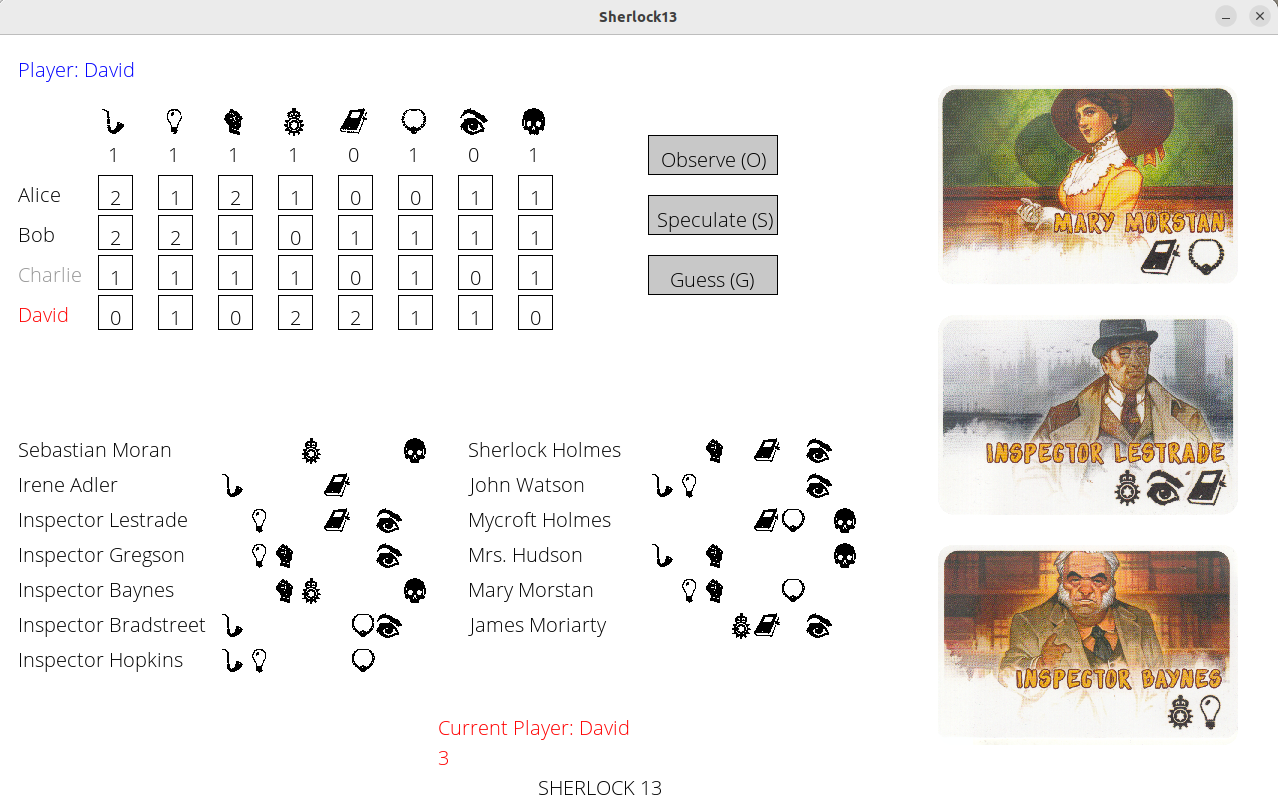 Sherlock13
Player: David
1 1 1 1 0 1 0 1
Alice 2 1 2 1 0 0 1 1
Bob 2 2 1 0 1 1 1 1
Charlie 1 1 1 1 0 1 0 1
David 0 1 0 2 2 1 1 0
Observe (O)
Speculate (S)
Guess (G)
MARY MORSTAN
INSPECTOR LESTRADE
INSPECTOR BAYNES
Sebastian Moran
Irene Adler
Inspector Lestrade
Inspector Gregson
Inspector Baynes
Inspector Bradstreet
Inspector Hopkins
Sherlock Holmes
John Watson
Mycroft Holmes
Mrs. Hudson
Mary Morstan
James Moriarty
Current Player: David
3
SHERLOCK 13